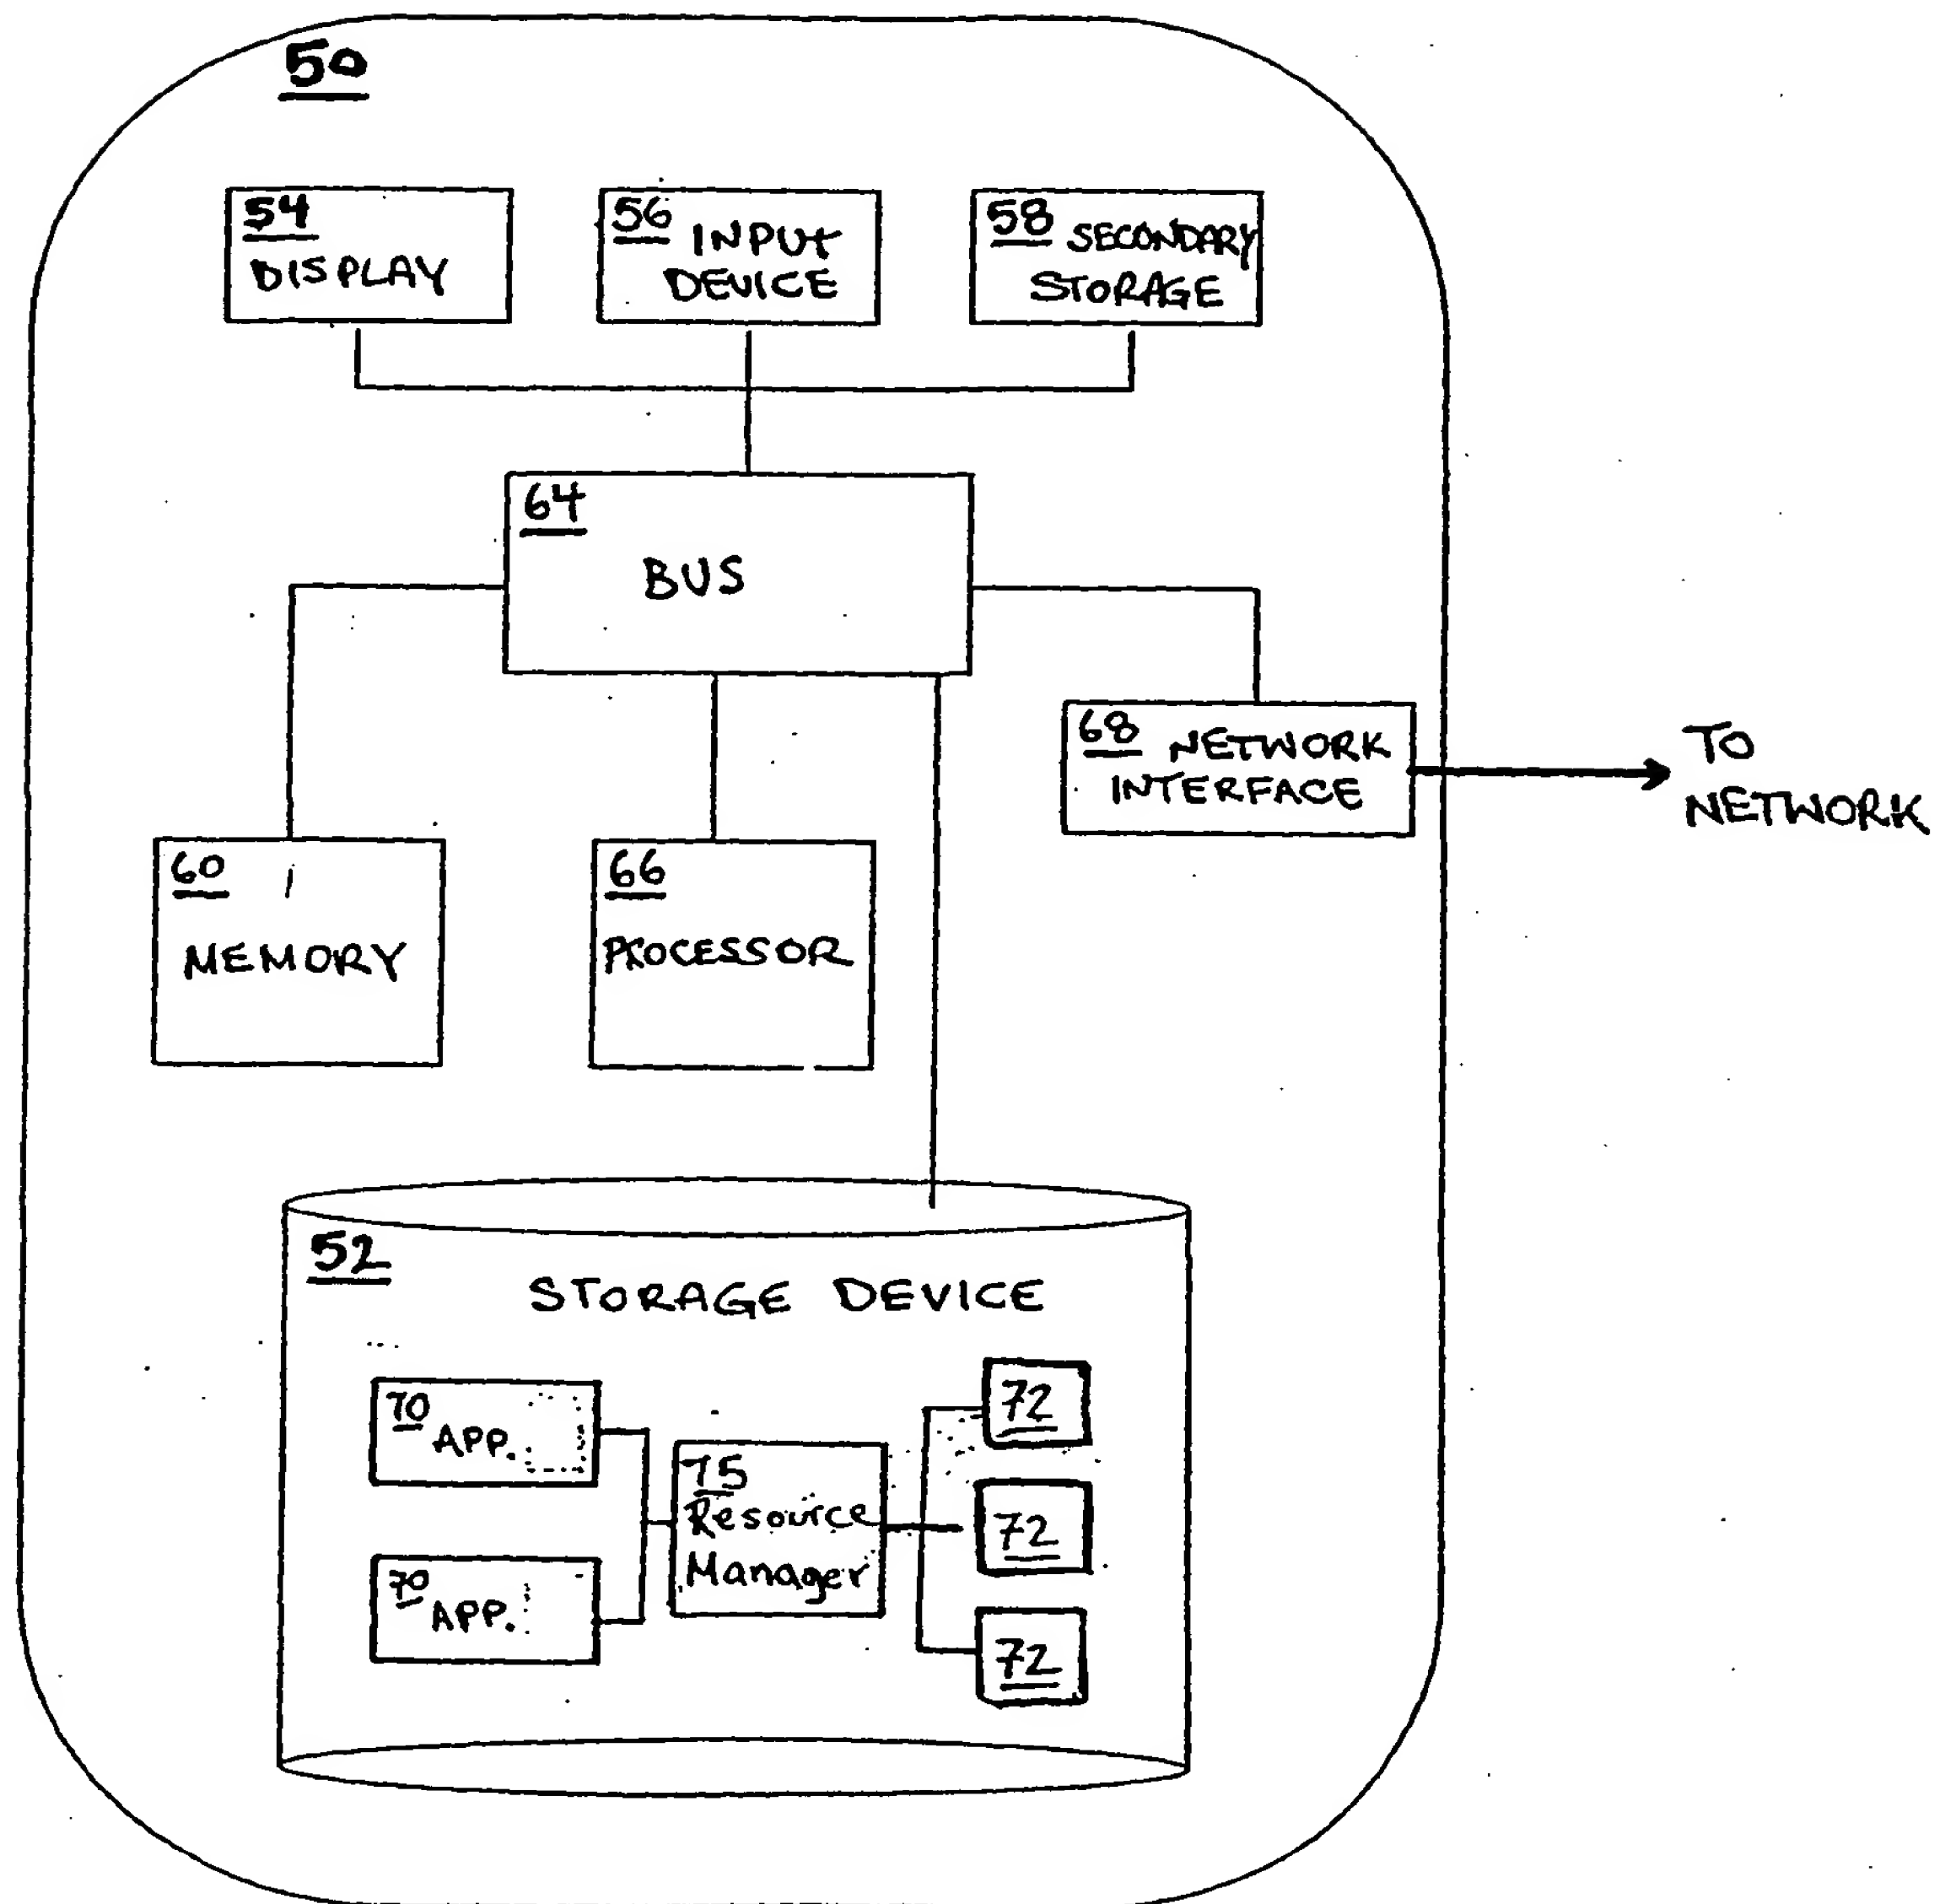 50
54
DISPLAY
56 INPUT
DEVICE
58 SECONDARY
STORAGE
64
BUS
68 NETWORK
INTERFACE
TO
NETWORK
60
MEMORY
66
PROCESSOR
52
STORAGE DEVICE
70
APP.
70
APP.
75
Resource
Manager
72
72
72